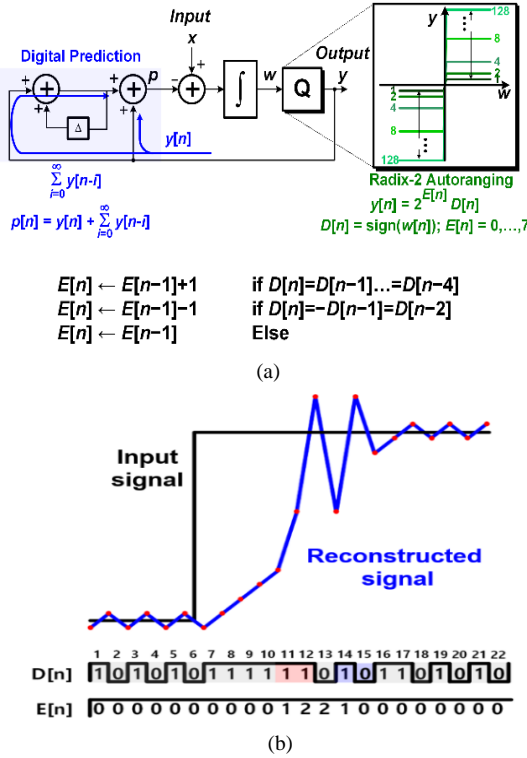 Input
x
Digital Prediction
p
w
Output
y
+ + + + − + + +
∫
Q
Δ
y[n]
y
w
128
8
4
2
1
1
2
4
8
128
∞
Σ y[n-i]
i=0
p[n] = y[n] + Σ y[n-i]
∞
i=0
Radix-2 Autoranging
y[n] = 2^E[n] D[n]
D[n] = sign(w[n]); E[n] = 0,...,7
E[n] ← E[n−1]+1 if D[n]=D[n−1]...=D[n−4]
E[n] ← E[n−1]−1 if D[n]=−D[n−1]=D[n−2]
E[n] ← E[n−1] Else
(a)
Input
signal
Reconstructed
signal
1 2 3 4 5 6 7 8 9 10 11 12 13 14 15 16 17 18 19 20 21 22
D[n] 1 0 1 0 1 0 1 1 1 1 1 1 0 1 0 1 1 0 1 0 1 0
E[n] 0 0 0 0 0 0 0 0 0 0 1 2 2 1 0 0 0 0 0 0 0 0
(b)